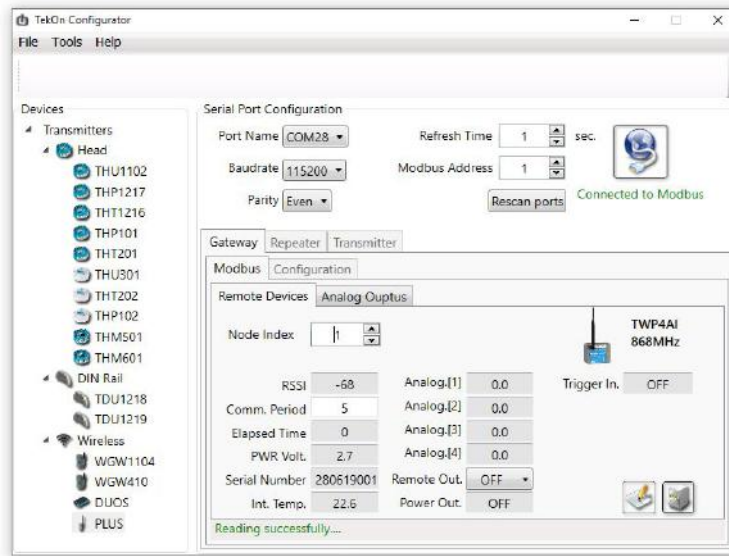 TekOn Configurator
File Tools Help
Devices
Transmitters
Head
THU1102
THP1217
THT1216
THP101
THT201
THU301
THT202
THP102
THM501
THM601
DIN Rail
TDU1218
TDU1219
Wireless
WGW1104
WGW410
DUOS
PLUS
Serial Port Configuration
Port Name COM28 Refresh Time 1 sec.
Baudrate 115200 Modbus Address 1
Parity Even Rescan ports Connected to Modbus
Gateway Repeater Transmitter
Modbus Configuration
Remote Devices Analog Ouptus
Node Index 1 TWP4AI
868MHz
RSSI -68 Analog.[1] 0.0 Trigger In. OFF
Comm. Period 5 Analog.[2] 0.0
Elapsed Time 0 Analog.[3] 0.0
PWR Volt. 2.7 Analog.[4] 0.0
Serial Number 280619001 Remote Out. OFF
Int. Temp. 22.6 Power Out. OFF
Reading successfully....